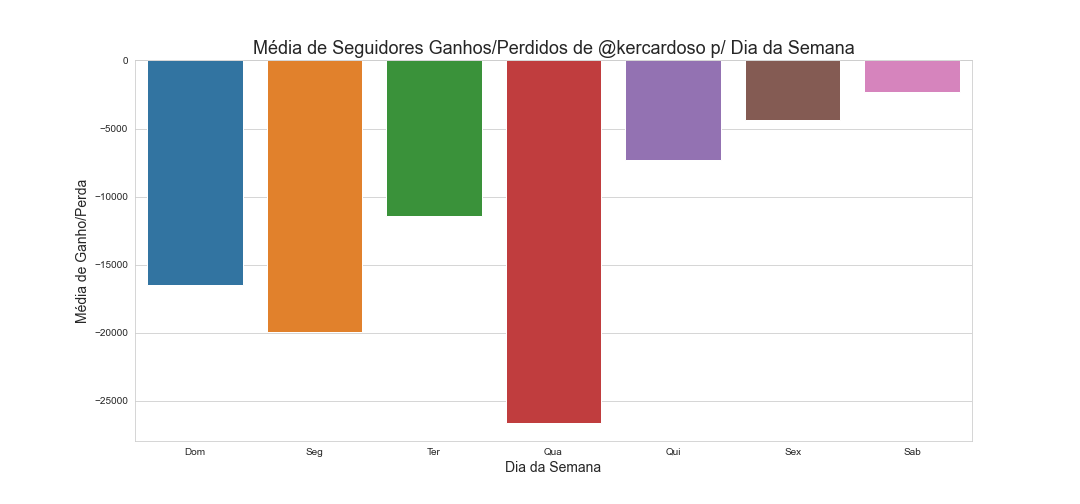 Média de Seguidores Ganhos/Perdidos de @kercardoso p/ Dia da Semana
Média de Ganho/Perda
0
−5000
−10000
−15000
−20000
−25000
Dom Seg Ter Qua Qui Sex Sab
Dia da Semana